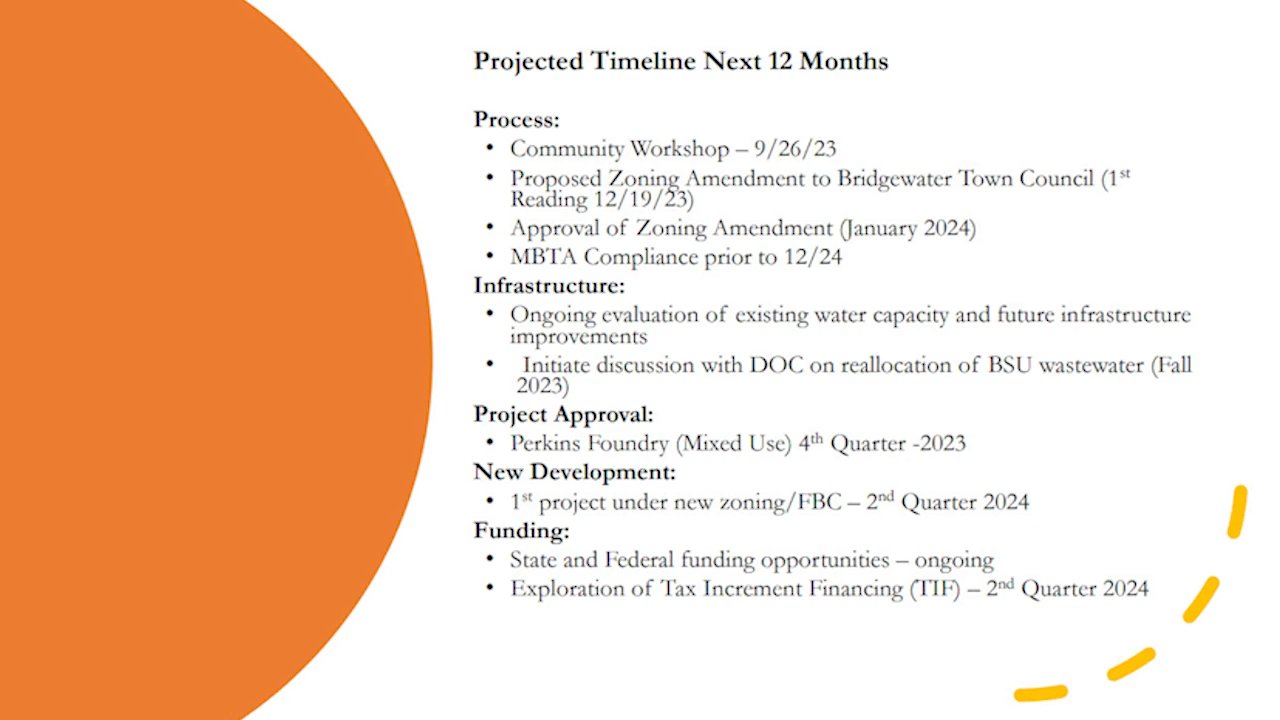 Projected Timeline Next 12 Months
Process:
• Community Workshop – 9/26/23
• Proposed Zoning Amendment to Bridgewater Town Council (1st
Reading 12/19/23)
• Approval of Zoning Amendment (January 2024)
• MBTA Compliance prior to 12/24
Infrastructure:
• Ongoing evaluation of existing water capacity and future infrastructure
improvements
• Initiate discussion with DOC on reallocation of BSU wastewater (Fall
2023)
Project Approval:
• Perkins Foundry (Mixed Use) 4th Quarter -2023
New Development:
• 1st project under new zoning/FBC – 2nd Quarter 2024
Funding:
• State and Federal funding opportunities – ongoing
• Exploration of Tax Increment Financing (TIF) – 2nd Quarter 2024